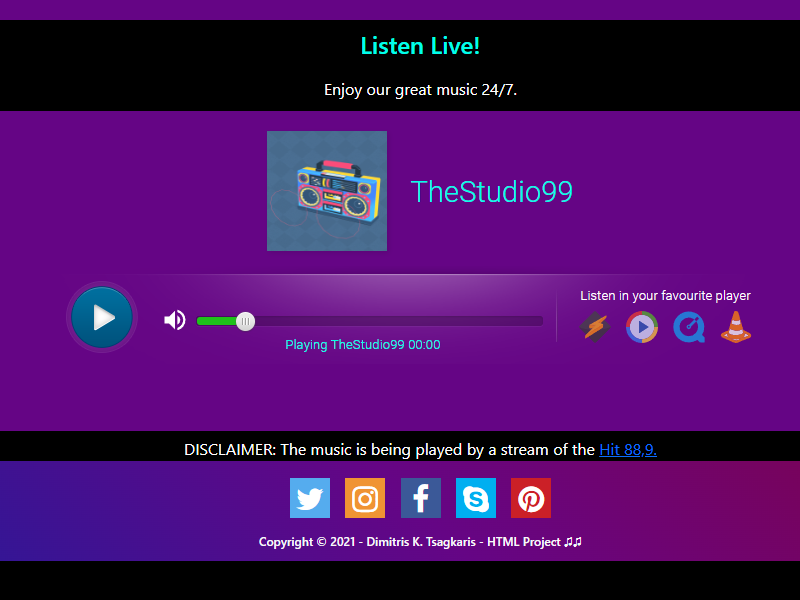 Listen Live!
Enjoy our great music 24/7.
TheStudio99
Listen in your favourite player
Playing TheStudio99 00:00
DISCLAIMER: The music is being played by a stream of the Hit 88,9.
Copyright © 2021 - Dimitris K. Tsagkaris - HTML Project ♫♫